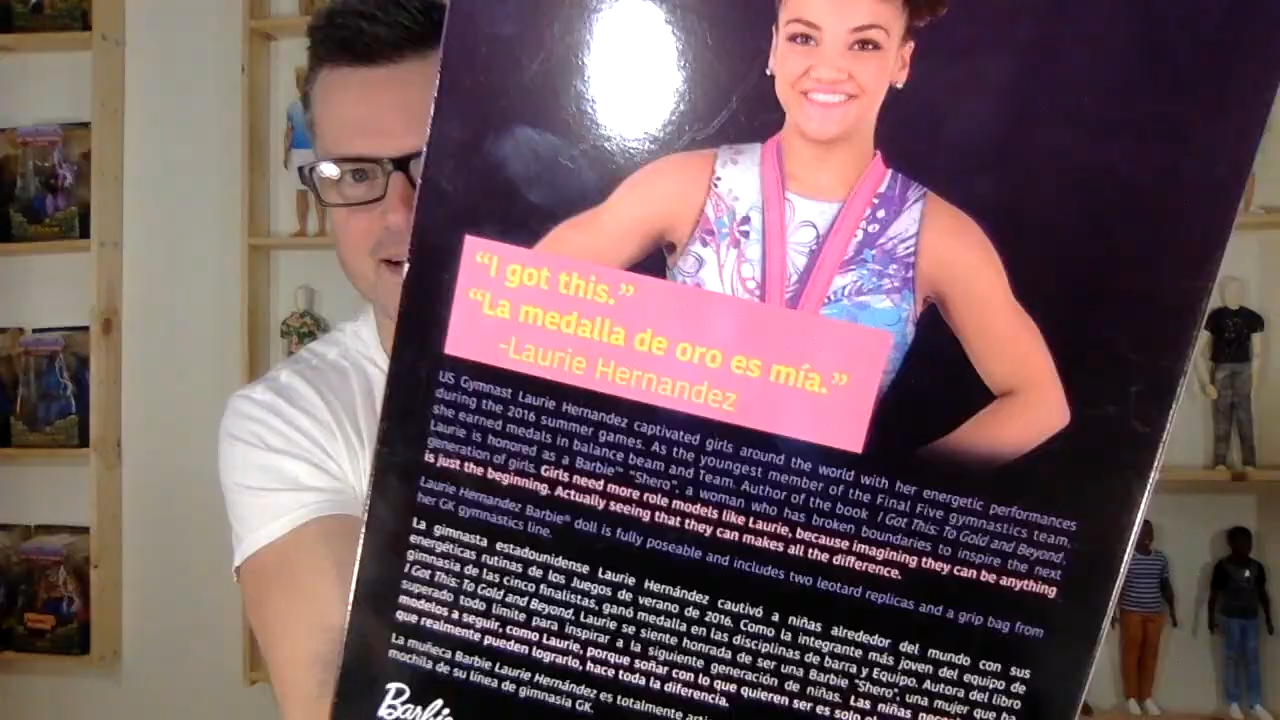 “I got this.”
“La medalla de oro es mía.”
-Laurie Hernandez
US Gymnast Laurie Hernandez captivated girls around the world with her energetic performances
during the 2016 summer games. As the youngest member of the Final Five gymnastics team,
she earned medals in balance beam and Team. Author of the book I Got This: To Gold and Beyond,
Laurie is honored as a Barbie™ "Shero", a woman who has broken boundaries to inspire the next
generation of girls. Girls need more role models like Laurie, because imagining they can be anything
is just the beginning. Actually seeing that they can makes all the difference.
Laurie Hernandez Barbie® doll is fully poseable and includes two leotard replicas and a grip bag from
her GK gymnastics line.
La gimnasta estadounidense Laurie Hernández cautivó a niñas alrededor del mundo con sus
energéticas rutinas de los Juegos de verano de 2016. Como la integrante más joven del equipo de
gimnasia de las cinco finalistas, ganó medalla en las disciplinas de barra y Equipo. Autora del libro
I Got This: To Gold and Beyond, Laurie se siente honrada de ser una Barbie "Shero", una mujer que ha
superado todo límite para inspirar a la siguiente generación de niñas. Las niñas
modelos a seguir, como Laurie, porque soñar con lo que quieren ser es solo
que realmente pueden lograrlo, hace toda la diferencia.
La muñeca Barbie Laurie Hernández es totalmente
mochila de su línea de gimnasia GK.
Barbie